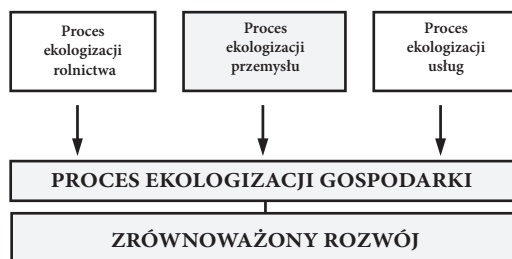 Proces
ekologizacji
rolnictwa
Proces
ekologizacji
przemysłu
Proces
ekologizacji
usług
PROCES EKOLOGIZACJI GOSPODARKI
ZRÓWNOWAŻONY ROZWÓJ